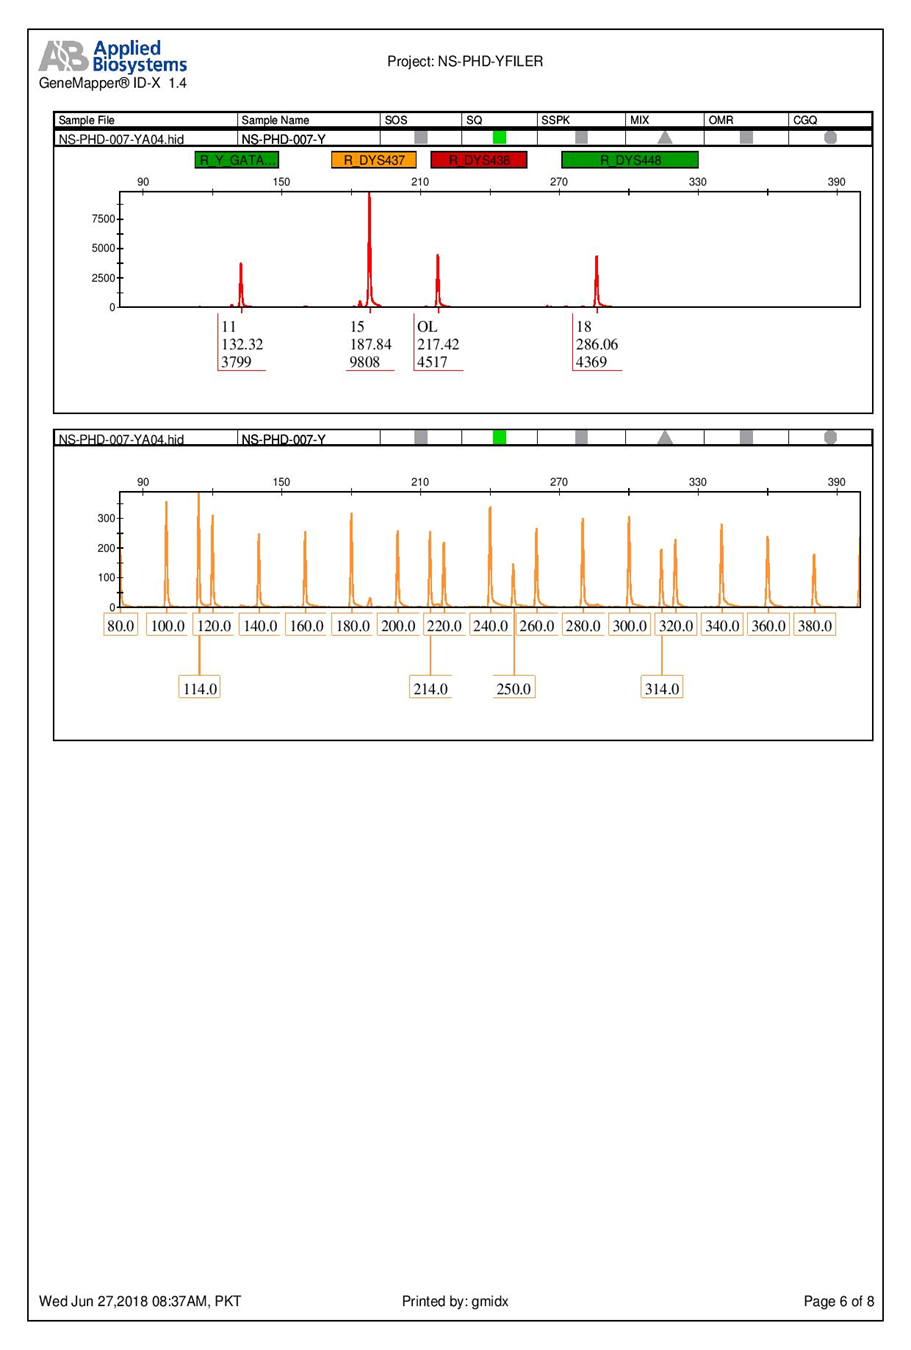 AB Applied
Biosystems
GeneMapper® ID-X 1.4
Project: NS-PHD-YFILER
Sample File Sample Name SOS SQ SSPK MIX OMR CGQ
NS-PHD-007-YA04.hid NS-PHD-007-Y
R_Y_GATA... R_DYS437 R_DYS438 R_DYS448
90 150 210 270 330 390
7500
5000
2500
0
11 15 OL 18
132.32 187.84 217.42 286.06
3799 9808 4517 4369
NS-PHD-007-YA04.hid NS-PHD-007-Y
90 150 210 270 330 390
300
200
100
0
80.0 100.0 120.0 140.0 160.0 180.0 200.0 220.0 240.0 260.0 280.0 300.0 320.0 340.0 360.0 380.0
114.0 214.0 250.0 314.0
Wed Jun 27,2018 08:37AM, PKT Printed by: gmidx Page 6 of 8